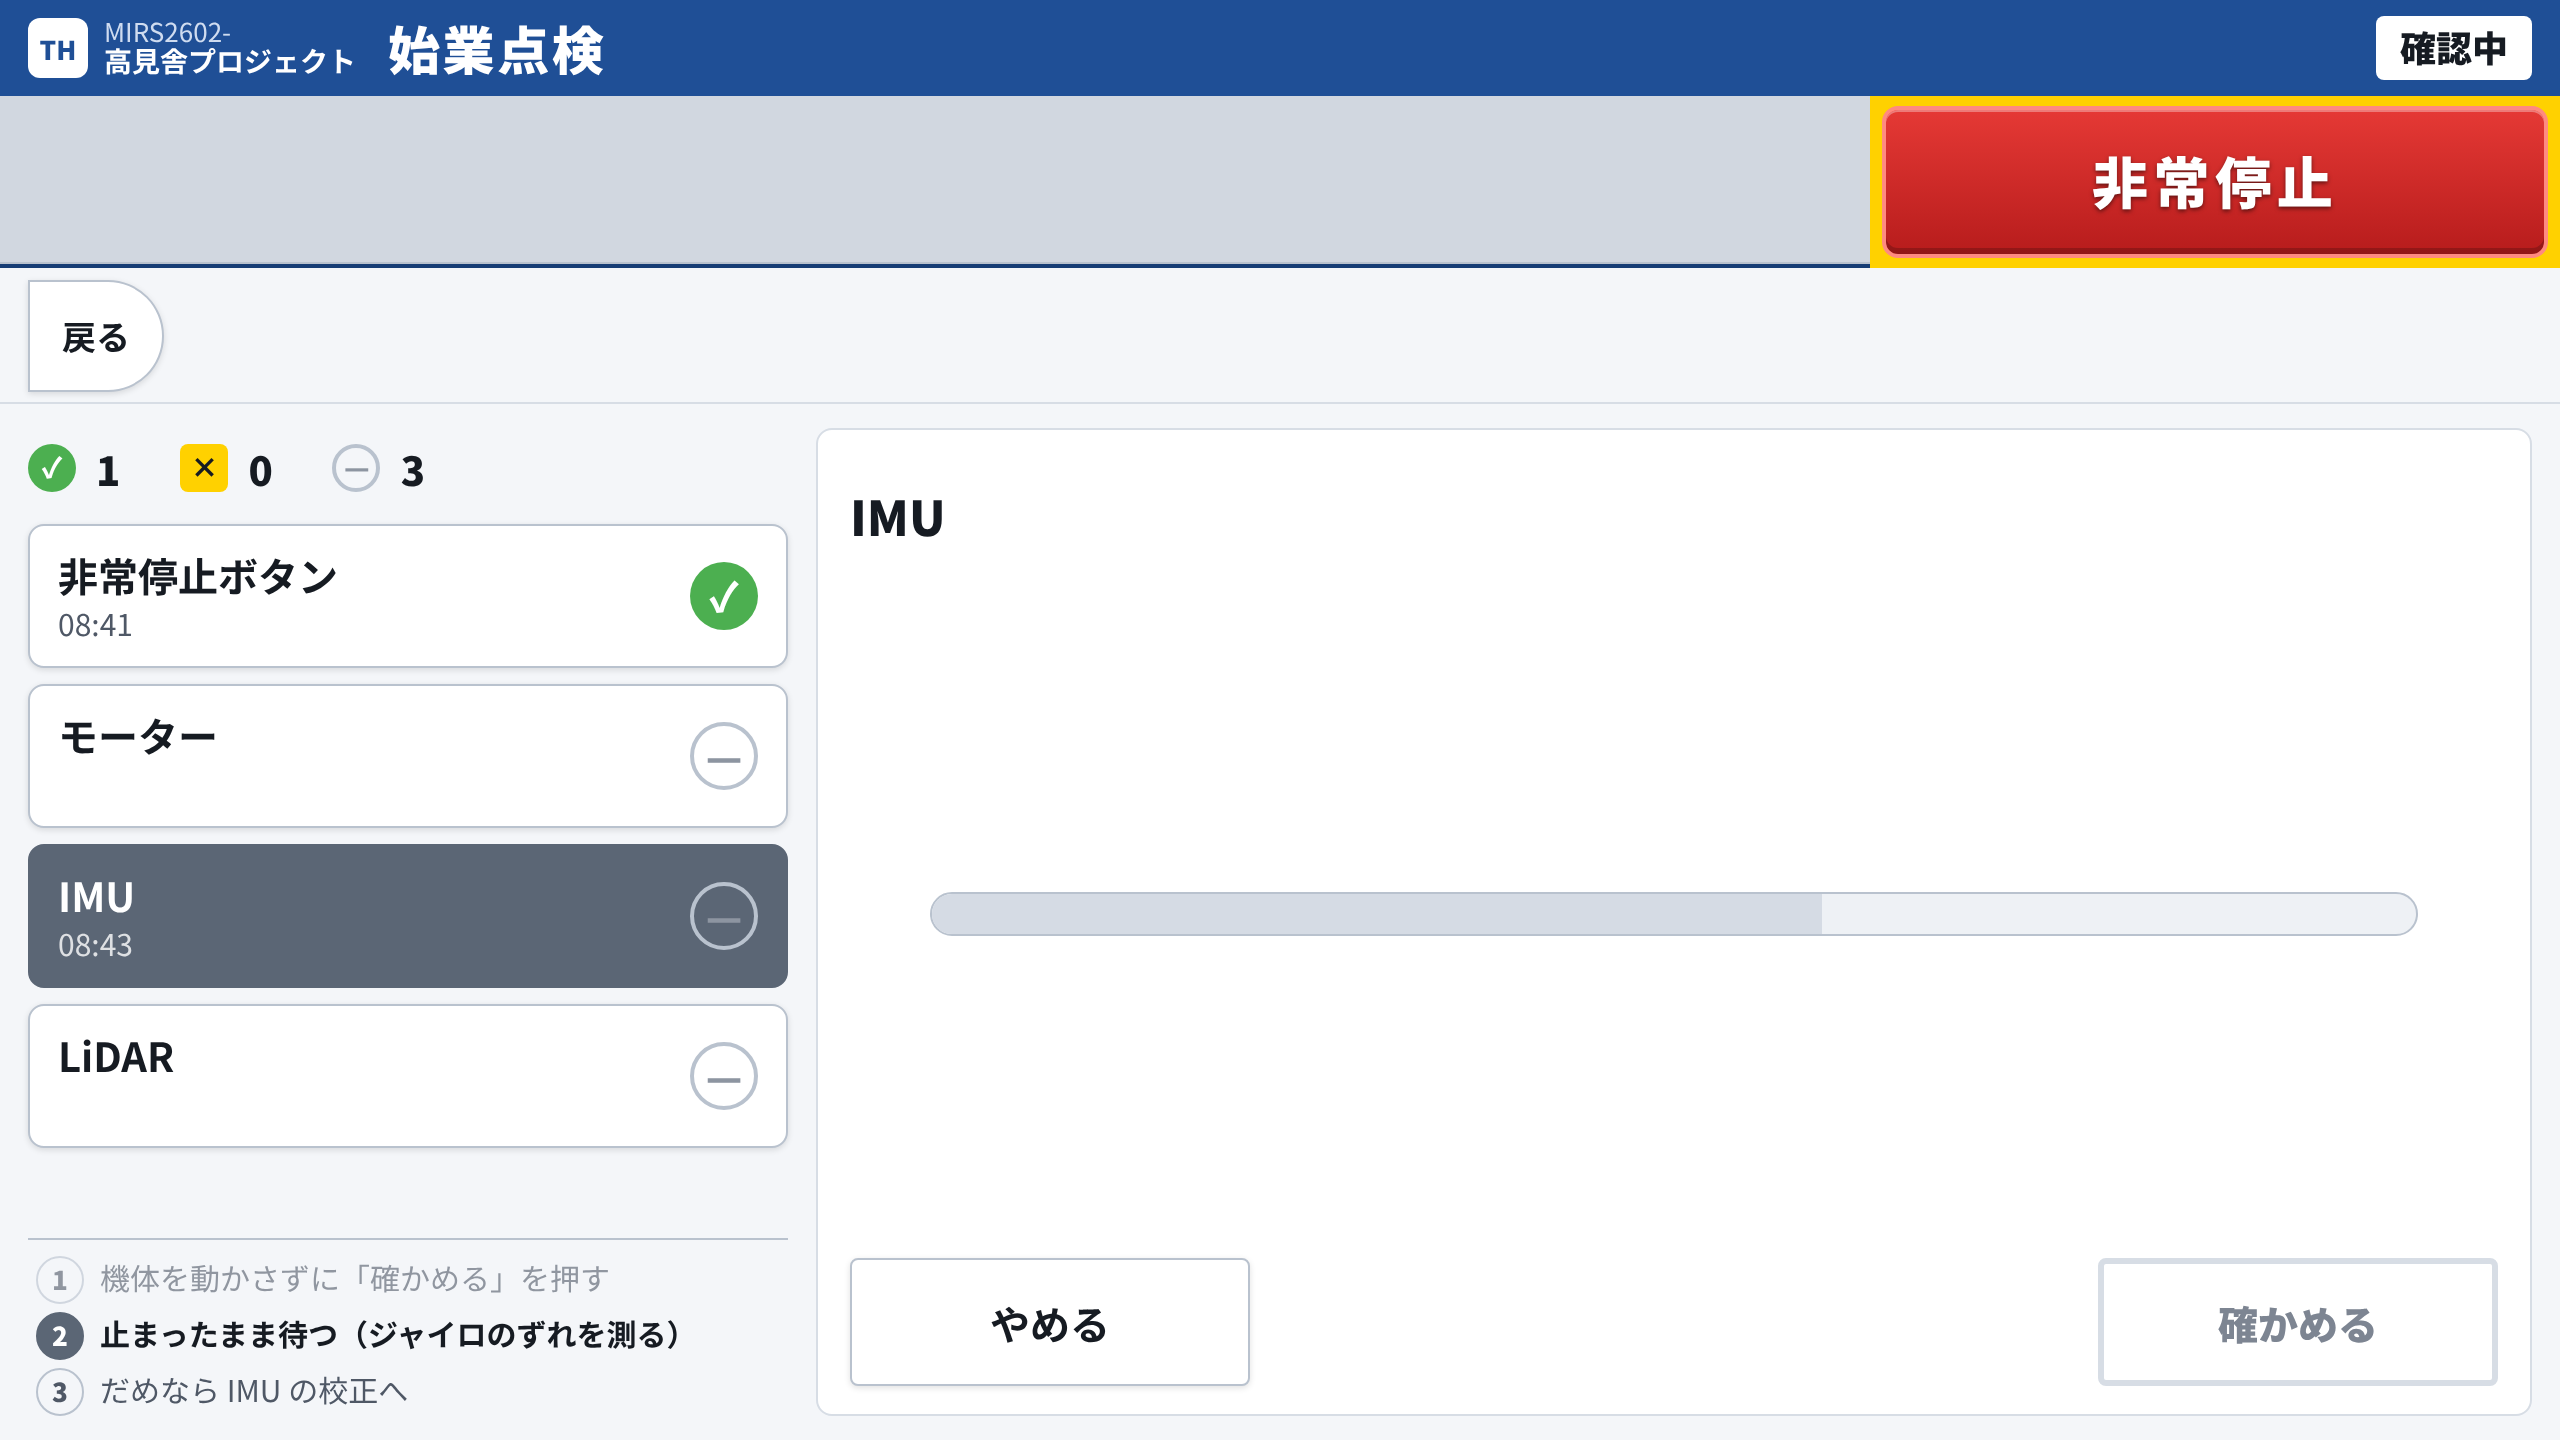 TH
MIRS2602-
高見舎プロジェクト
始業点検
確認中
非常停止
戻る
✓ 1 ✕ 0 — 3
非常停止ボタン
08:41
モーター
IMU
08:43
LiDAR
1 機体を動かさずに「確かめる」を押す
2 止まったまま待つ（ジャイロのずれを測る）
3 だめなら IMU の校正へ
IMU
やめる
確かめる